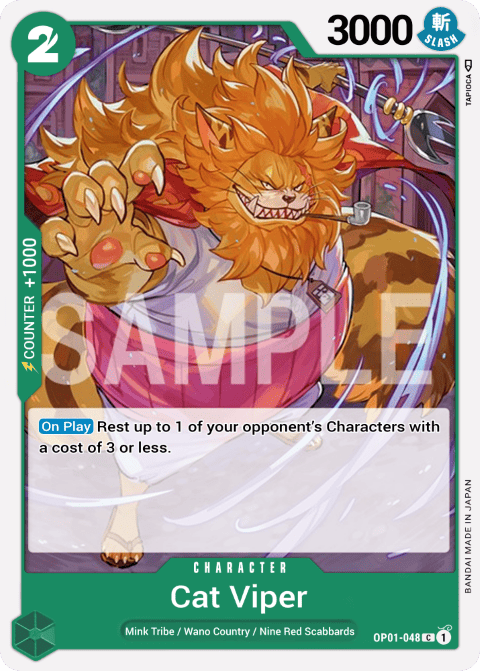 2
3000
斬
SLASH
TAPIOCA
COUNTER +1000
SAMPLE
On Play Rest up to 1 of your opponent's Characters with
a cost of 3 or less.
BANDAI MADE IN JAPAN
CHARACTER
Cat Viper
Mink Tribe / Wano Country / Nine Red Scabbards
OP01-048 C 1